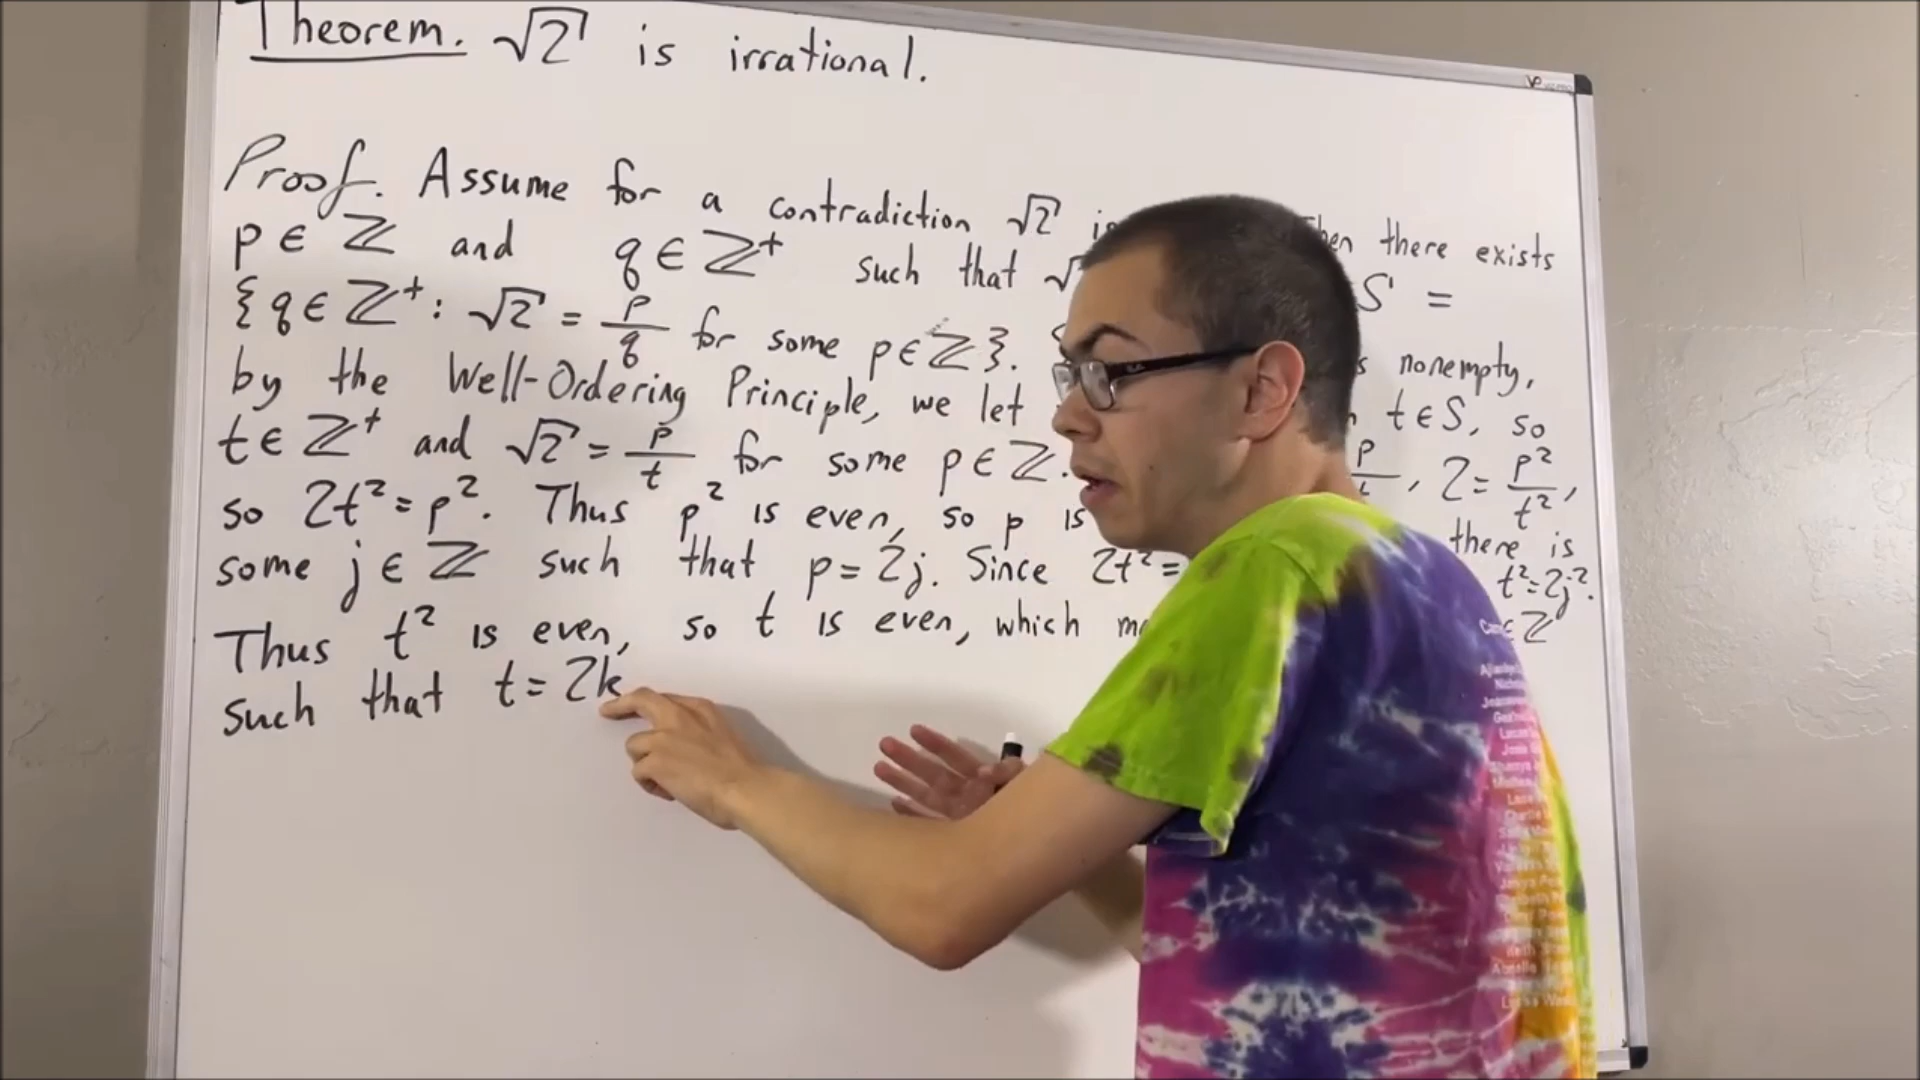 Theorem. √2 is irrational.
Proof. Assume for a contradiction √2 is then there exists
p ∈ ℤ and q ∈ ℤ⁺ such that √ S =
{q ∈ ℤ⁺ : √2 = p/q for some p ∈ ℤ}. nonempty,
by the Well-Ordering Principle, we let t ∈ S, so
t ∈ ℤ⁺ and √2 = p/t for some p ∈ ℤ. p/t, 2 = p²/t²,
so 2t² = p². Thus p² is even, so p is there is
some j ∈ ℤ such that p = 2j. Since 2t² = t² = 2j².
Thus t² is even, so t is even, which ∈ ℤ
such that t = 2k